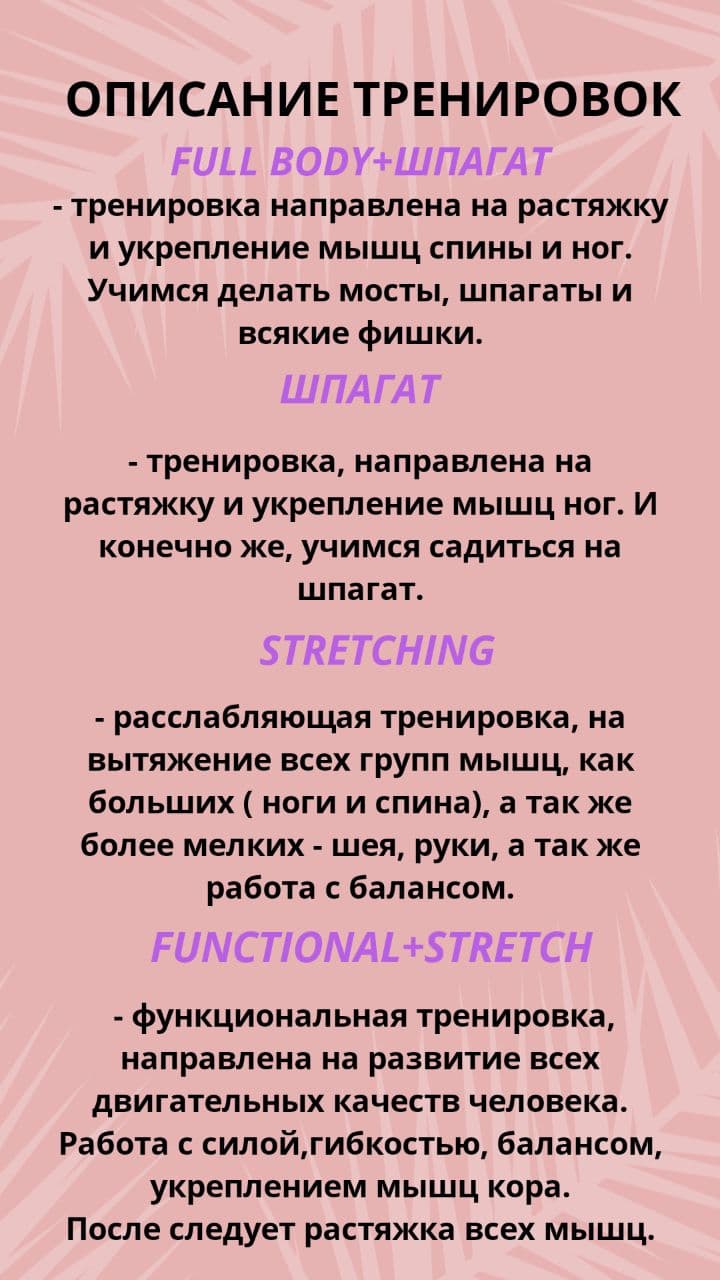 ОПИСАНИЕ ТРЕНИРОВОК
FULL BODY+ШПАГАТ
- тренировка направлена на растяжку
и укрепление мышц спины и ног.
Учимся делать мосты, шпагаты и
всякие фишки.
ШПАГАТ
- тренировка, направлена на
растяжку и укрепление мышц ног. И
конечно же, учимся садиться на
шпагат.
STRETCHING
- расслабляющая тренировка, на
вытяжение всех групп мышц, как
больших ( ноги и спина), а так же
более мелких - шея, руки, а так же
работа с балансом.
FUNCTIONAL+STRETCH
- функциональная тренировка,
направлена на развитие всех
двигательных качеств человека.
Работа с силой,гибкостью, балансом,
укреплением мышц кора.
После следует растяжка всех мышц.